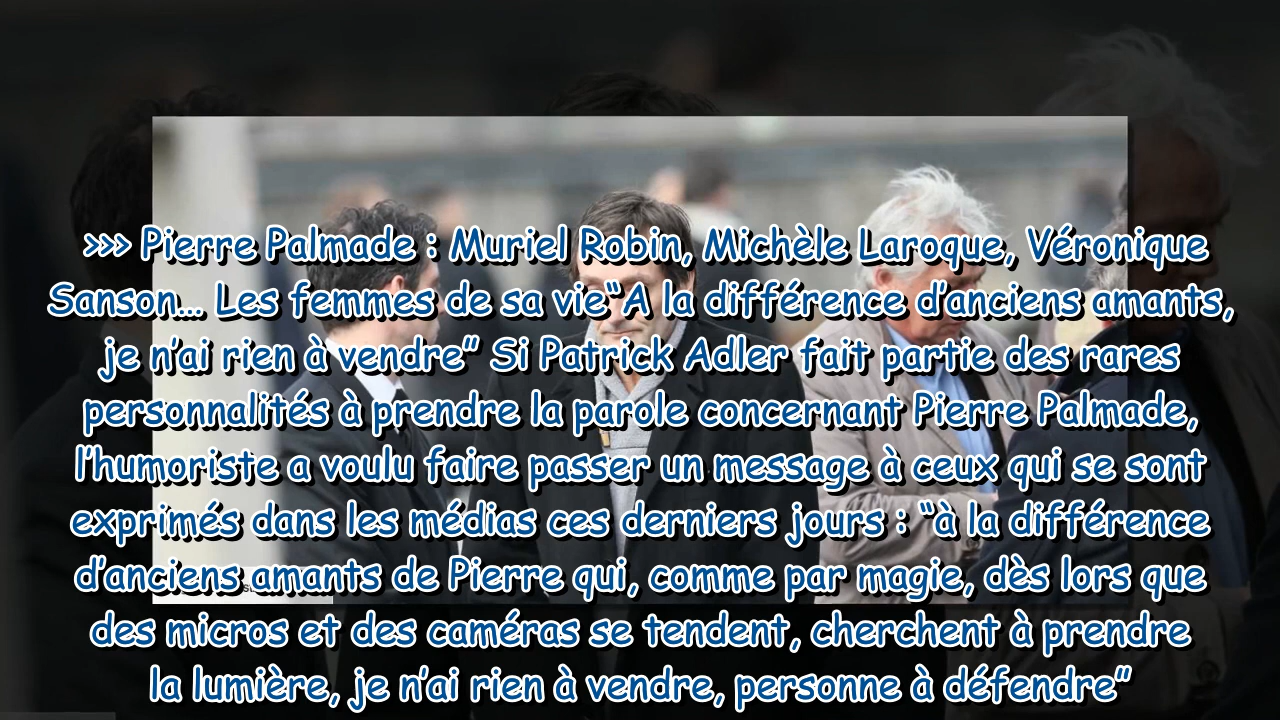 >>> Pierre Palmade : Muriel Robin, Michèle Laroque, Véronique
Sanson... Les femmes de sa vie“A la différence d’anciens amants,
je n’ai rien à vendre” Si Patrick Adler fait partie des rares
personnalités à prendre la parole concernant Pierre Palmade,
l’humoriste a voulu faire passer un message à ceux qui se sont
exprimés dans les médias ces derniers jours : “à la différence
d’anciens amants de Pierre qui, comme par magie, dès lors que
des micros et des caméras se tendent, cherchent à prendre
la lumière, je n’ai rien à vendre, personne à défendre”